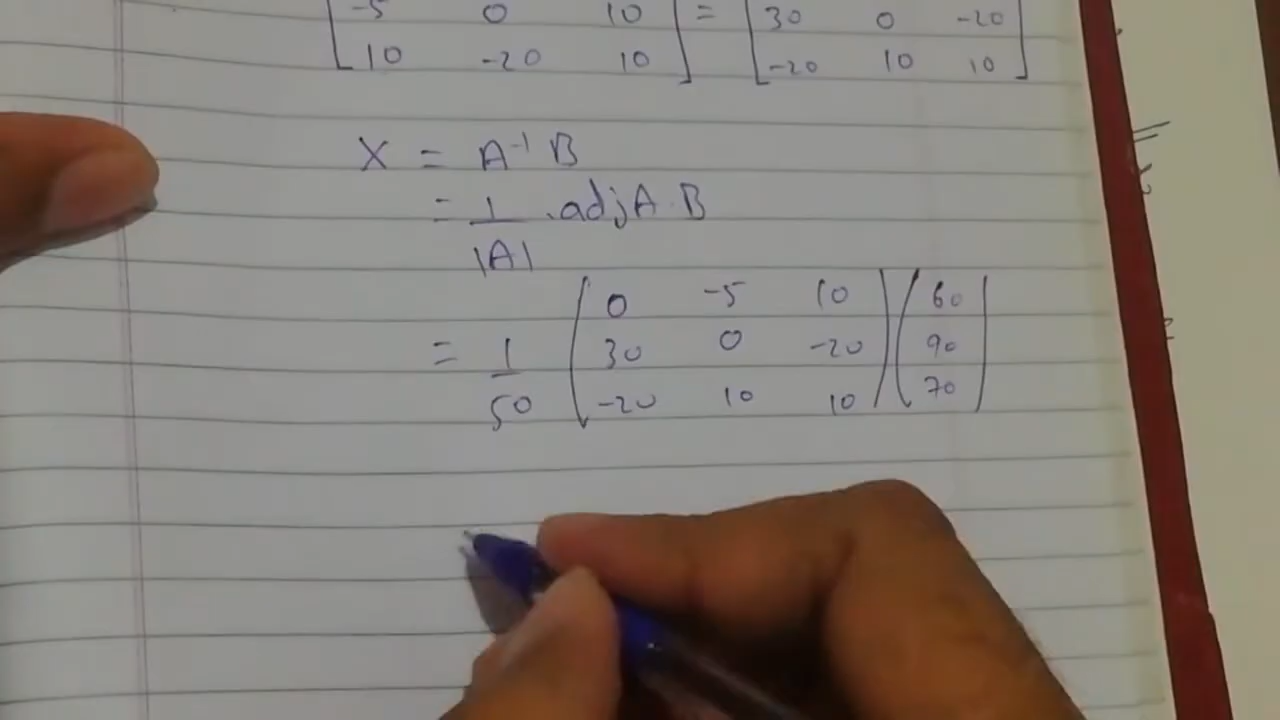 -5 0 10 = 30 0 -20
10 -20 10 -20 10 10
X = A⁻¹ B
= 1/|A| . adjA . B
= 1/50 ( 0 -5 10 ) ( 60 )
30 0 -20 90
-20 10 10 70